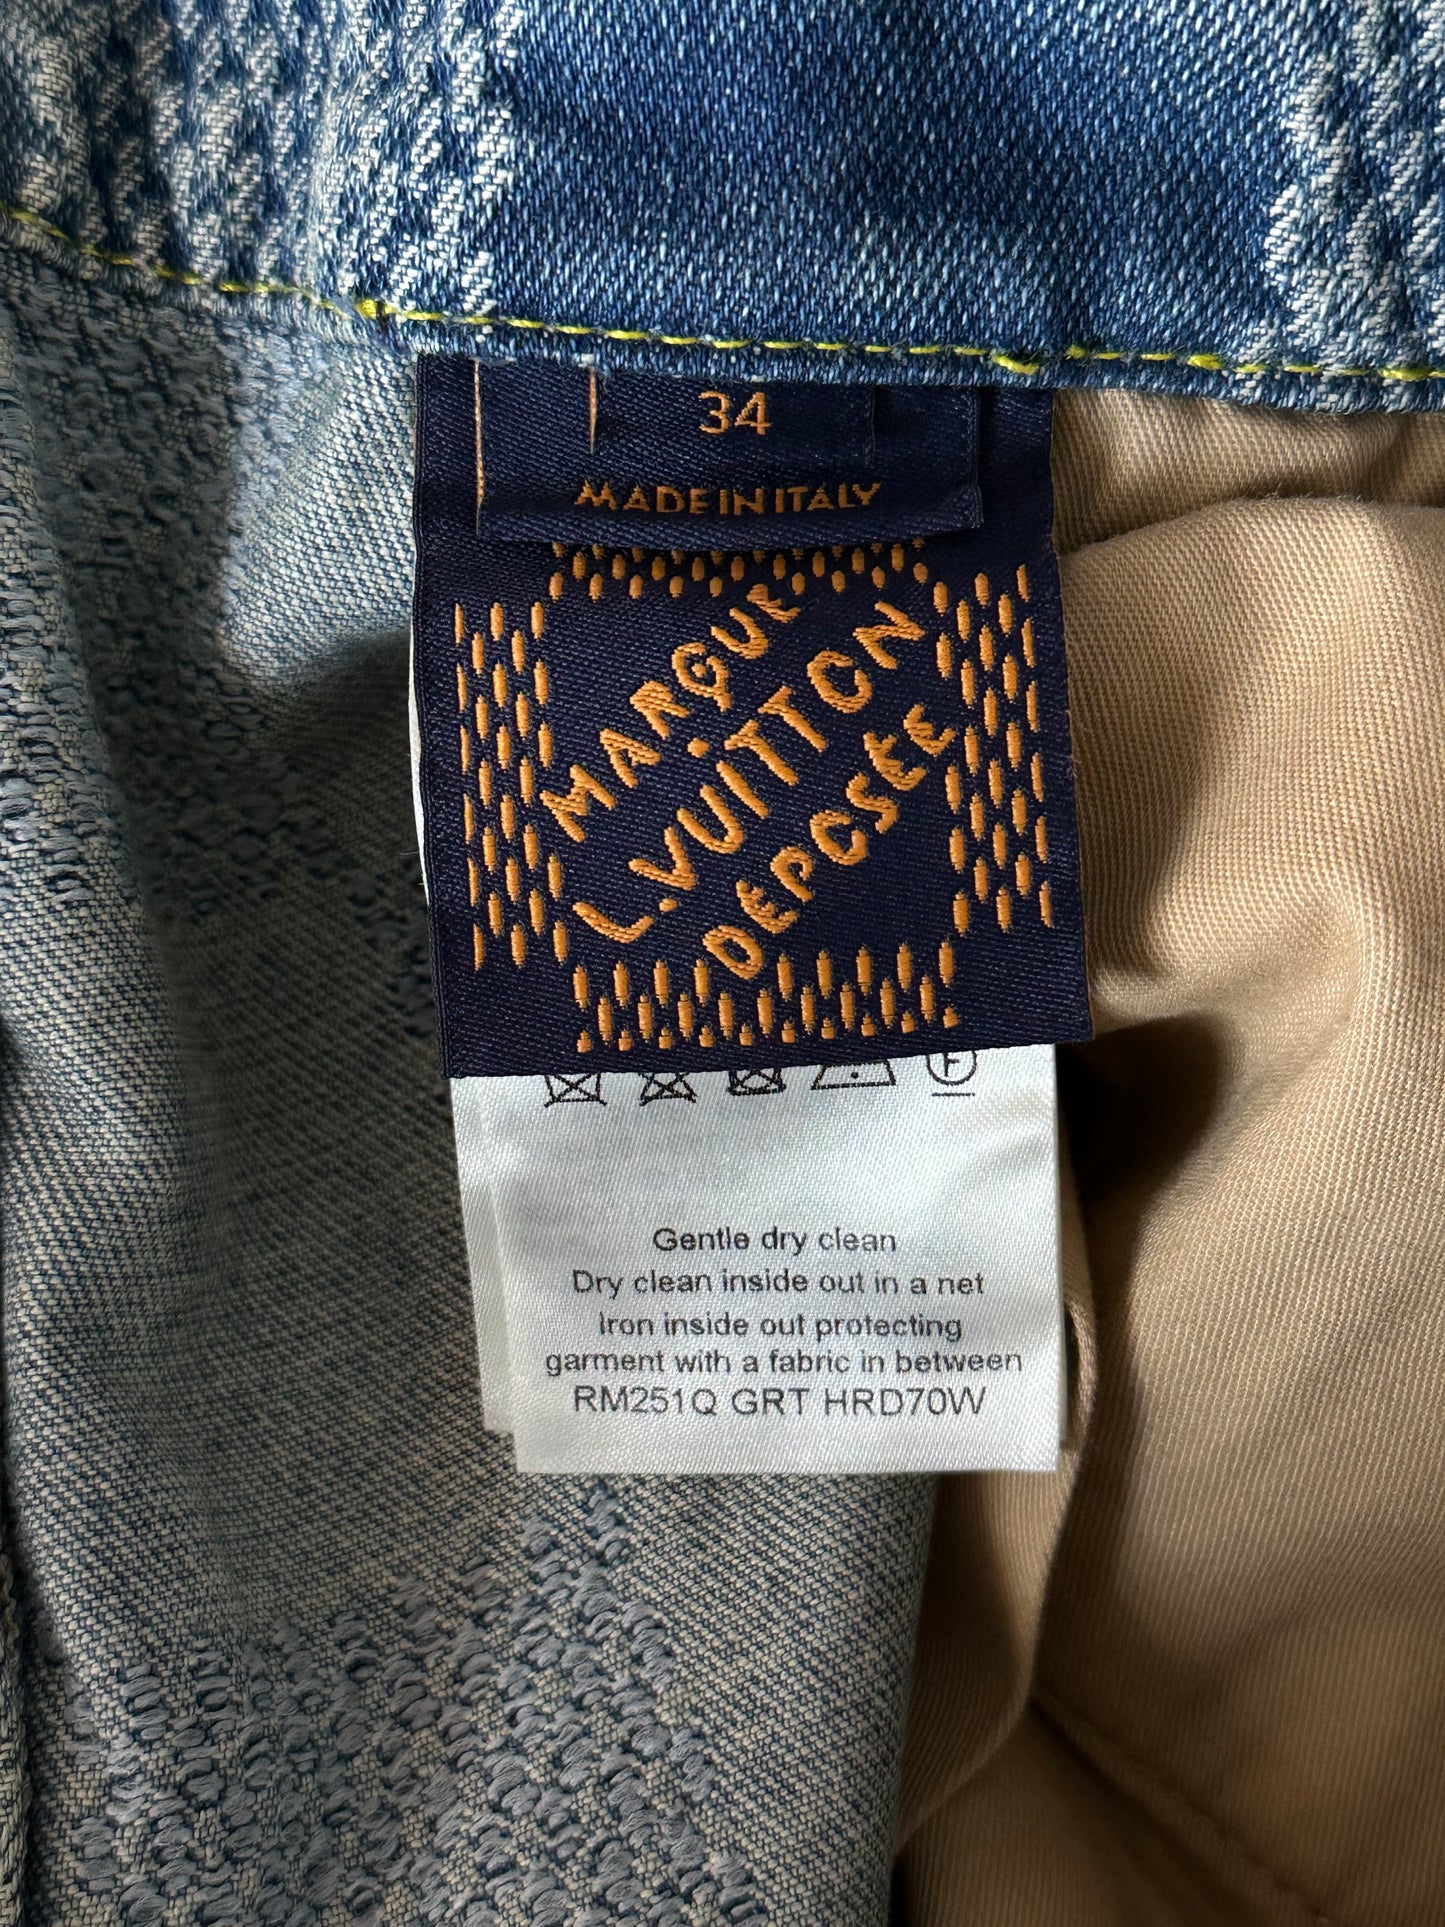 34
MADE IN ITALY
MARQUE
L.VUITTON
DEPOSÉE
F
Gentle dry clean
Dry clean inside out in a net
Iron inside out protecting
garment with a fabric in between
RM251Q GRT HRD70W